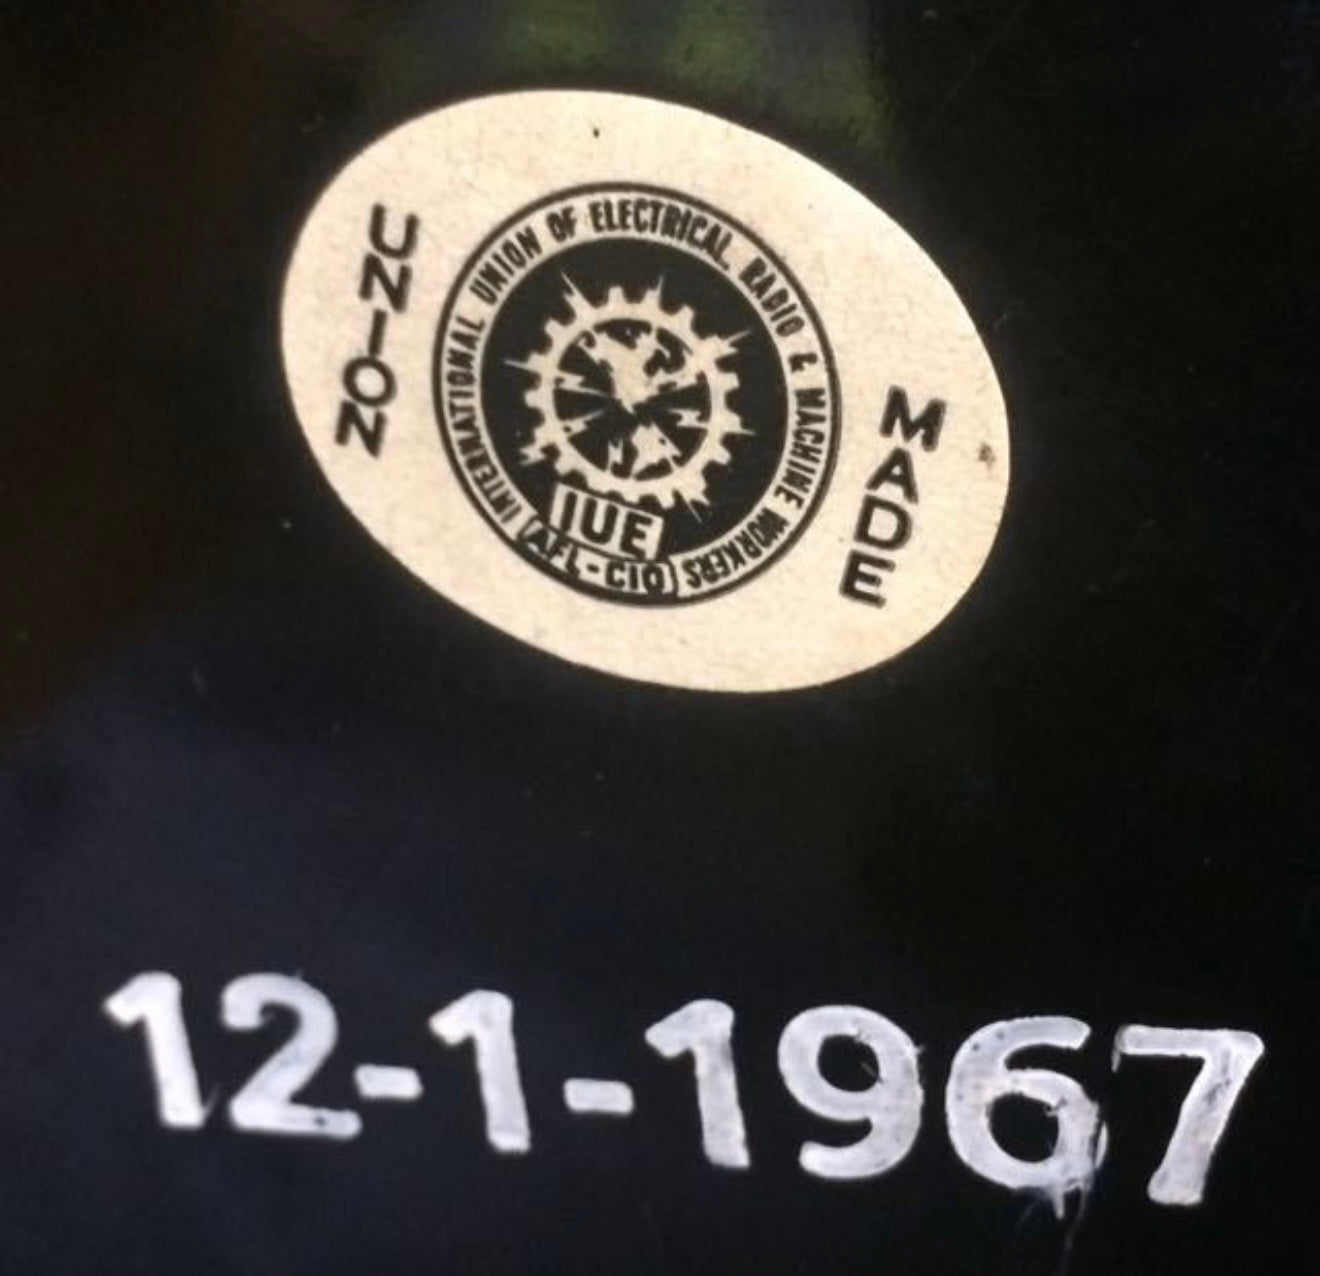 UNION
INTERNATIONAL UNION OF ELECTRICAL, RADIO & MACHINE WORKERS
IUE
AFL-CIO
MADE
12-1-1967